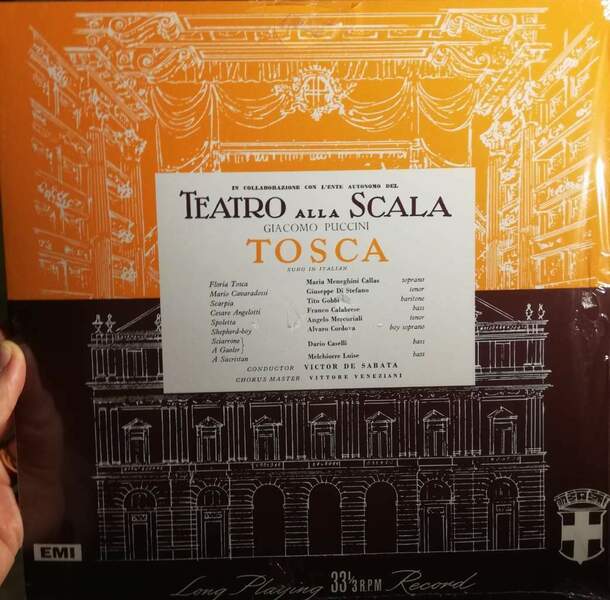 IN COLLABORAZIONE CON L'ENTE AUTONOMO DEL
TEATRO ALLA SCALA
GIACOMO PUCCINI
TOSCA
SUNG IN ITALIAN
Floria Tosca Maria Meneghini Callas soprano
Mario Cavaradossi Giuseppe Di Stefano tenor
Scarpia Tito Gobbi baritone
Cesare Angelotti Franco Calabrese bass
Spoletta Angelo Mercuriali tenor
Shepherd-boy Alvaro Cordova boy soprano
Sciarrone
A Gaoler Dario Caselli bass
A Sacristan Melchiorre Luise bass
CONDUCTOR VICTOR DE SABATA
CHORUS MASTER VITTORE VENEZIANI
EMI
Long Playing 33⅓ R.P.M Record